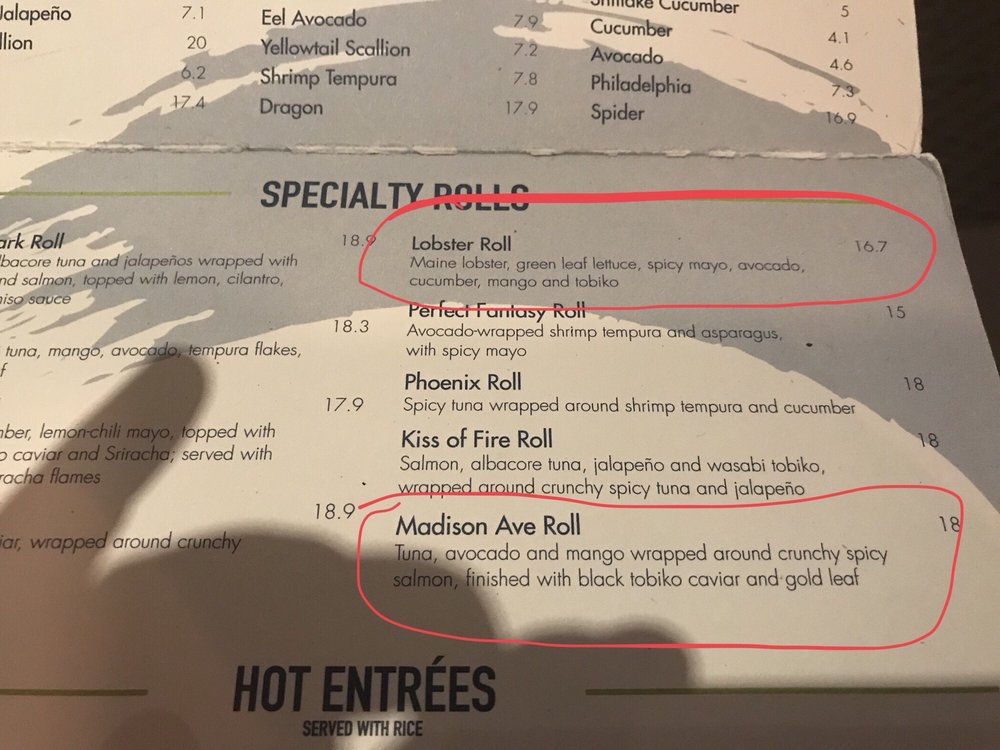 Jalapeño 7.1
llion 20
6.2
17.4
Eel Avocado 7.9
Yellowtail Scallion 7.2
Shrimp Tempura 7.8
Dragon 17.9
Cucumber 5
Cucumber 4.1
Avocado 4.6
Philadelphia 7.3
Spider 16.9
SPECIALTY ROLLS
ark Roll 18.9
lbacore tuna and jalapeños wrapped with
nd salmon, topped with lemon, cilantro,
niso sauce
18.3
tuna, mango, avocado, tempura flakes,
f
17.9
mber, lemon-chili mayo, topped with
o caviar and Sriracha; served with
racha flames
18.9
iar, wrapped around crunchy
Lobster Roll 16.7
Maine lobster, green leaf lettuce, spicy mayo, avocado,
cucumber, mango and tobiko
Perfect Fantasy Roll 15
Avocado-wrapped shrimp tempura and asparagus,
with spicy mayo
Phoenix Roll 18
Spicy tuna wrapped around shrimp tempura and cucumber
Kiss of Fire Roll 18
Salmon, albacore tuna, jalapeño and wasabi tobiko,
wrapped around crunchy spicy tuna and jalapeño
Madison Ave Roll 18
Tuna, avocado and mango wrapped around crunchy spicy
salmon, finished with black tobiko caviar and gold leaf
HOT ENTRÉES
SERVED WITH RICE